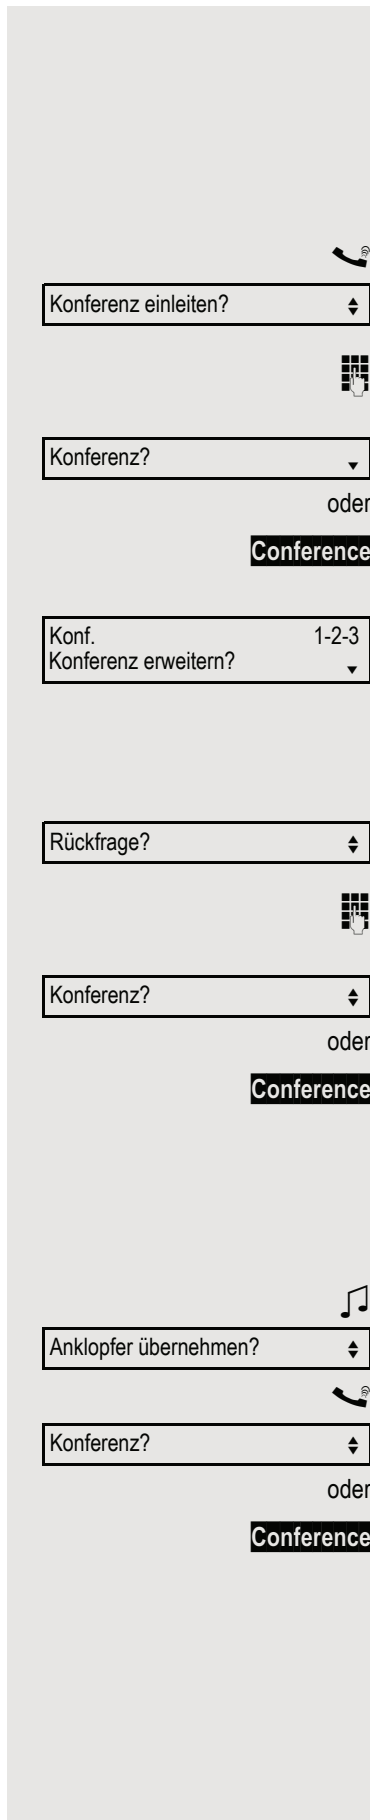 Konferenz einleiten?
Konferenz?
oder
Conference
Konf. 1-2-3
Konferenz erweitern?
Rückfrage?
Konferenz?
oder
Conference
Anklopfer übernehmen?
Konferenz?
oder
Conference